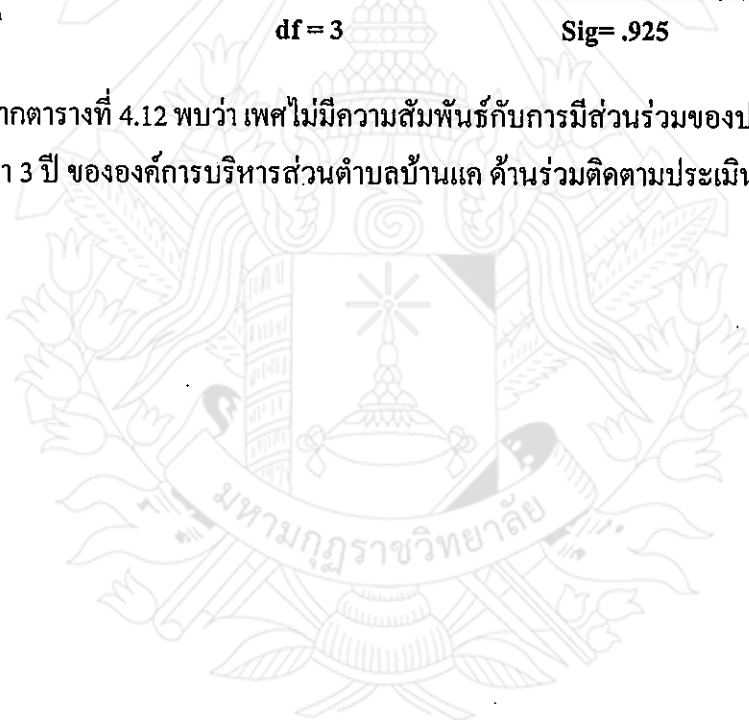 df = 3 Sig= .925
ากตารางที่ 4.12 พบว่า เพศไม่มีความสัมพันธ์กับการมีส่วนร่วมของป
า 3 ปี ขององค์การบริหารส่วนตำบลบ้านแค ด้านร่วมติดตามประเมิน
มหามกุฏราชวิทยาลัย